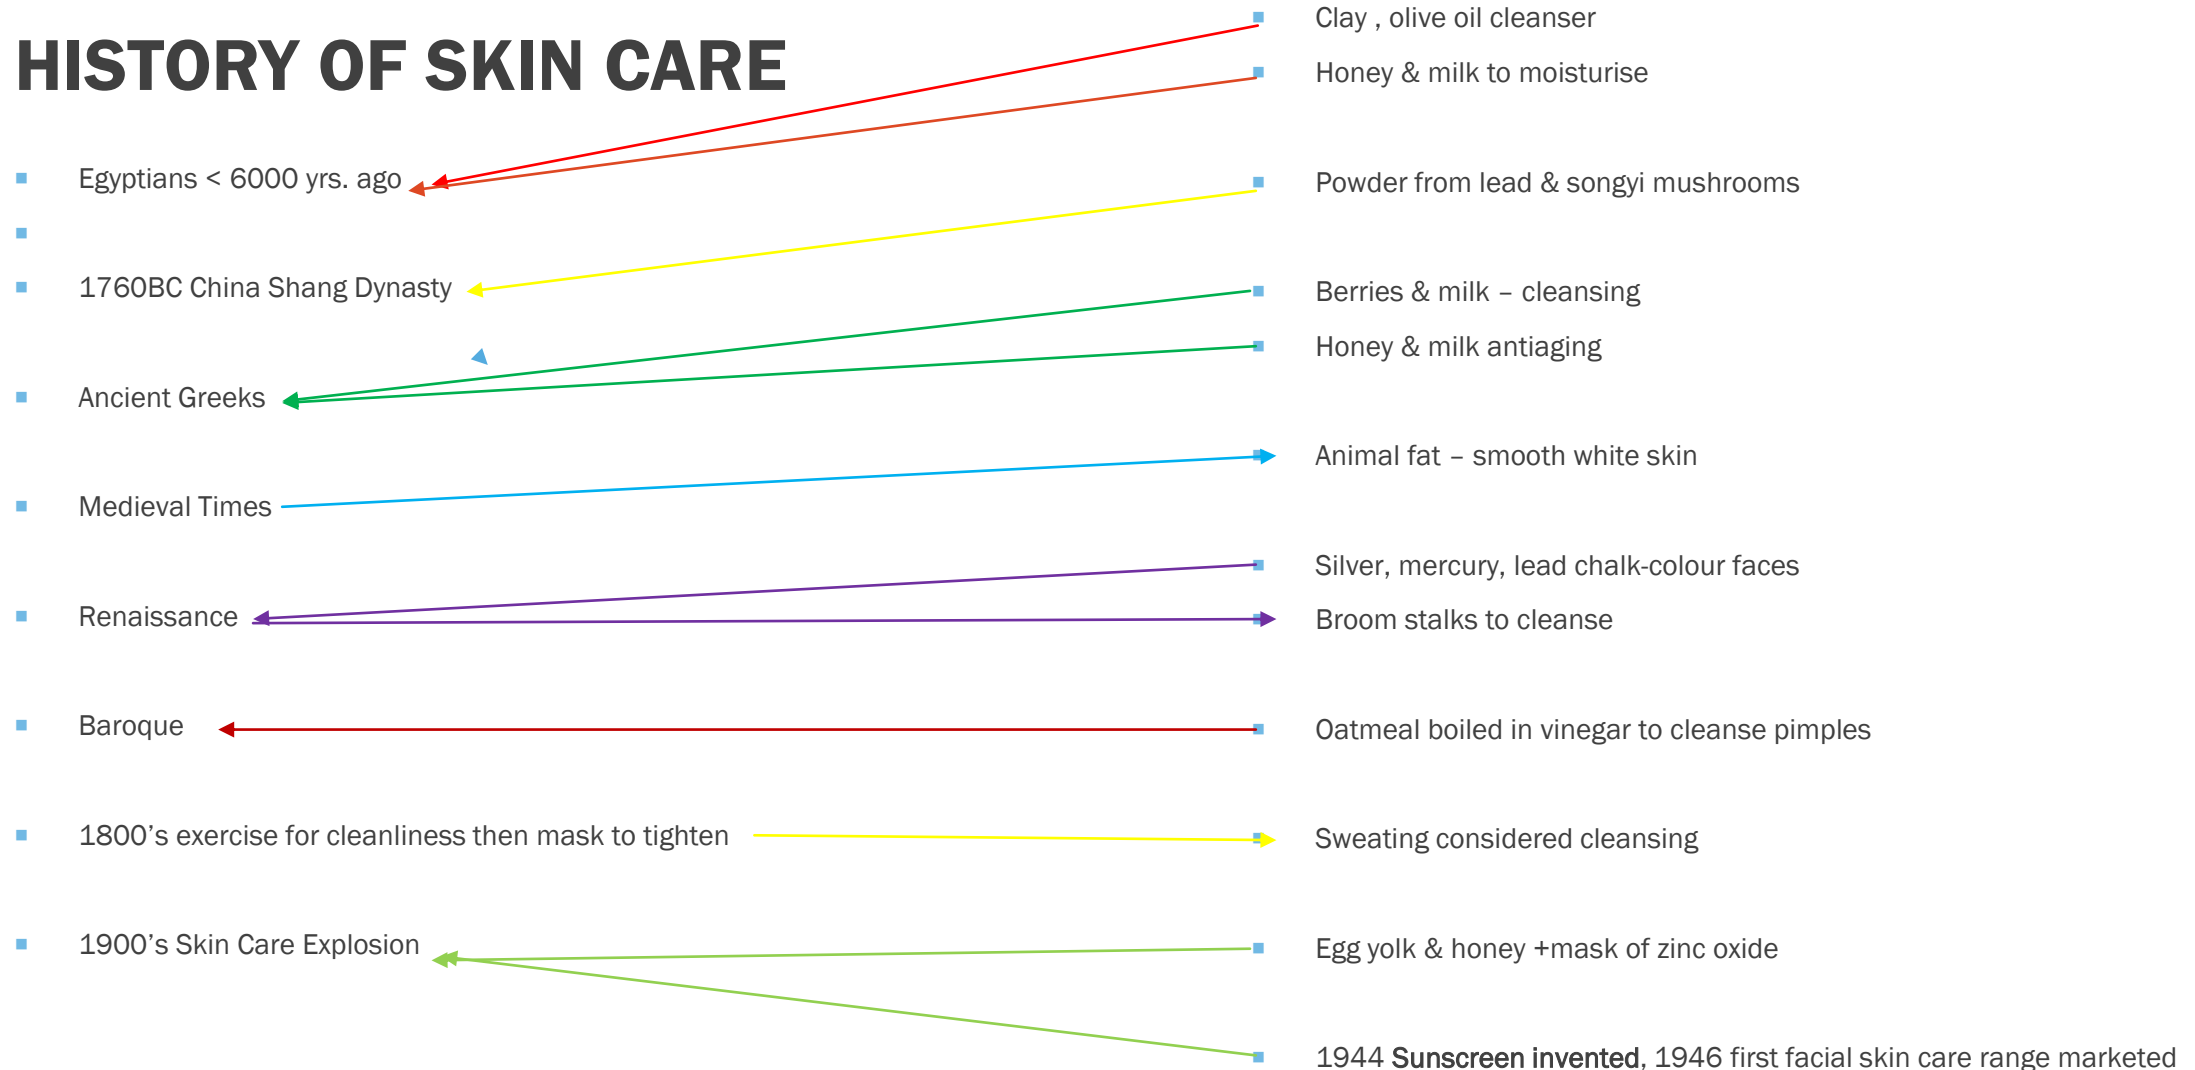 HISTORY OF SKIN CARE
Egyptians < 6000 yrs. ago
1760BC China Shang Dynasty
Ancient Greeks
Medieval Times
Renaissance
Baroque
1800’s exercise for cleanliness then mask to tighten
1900’s Skin Care Explosion
Clay , olive oil cleanser
Honey & milk to moisturise
Powder from lead & songyi mushrooms
Berries & milk – cleansing
Honey & milk antiaging
Animal fat – smooth white skin
Silver, mercury, lead chalk-colour faces
Broom stalks to cleanse
Oatmeal boiled in vinegar to cleanse pimples
Sweating considered cleansing
Egg yolk & honey +mask of zinc oxide
1944 Sunscreen invented, 1946 first facial skin care range marketed